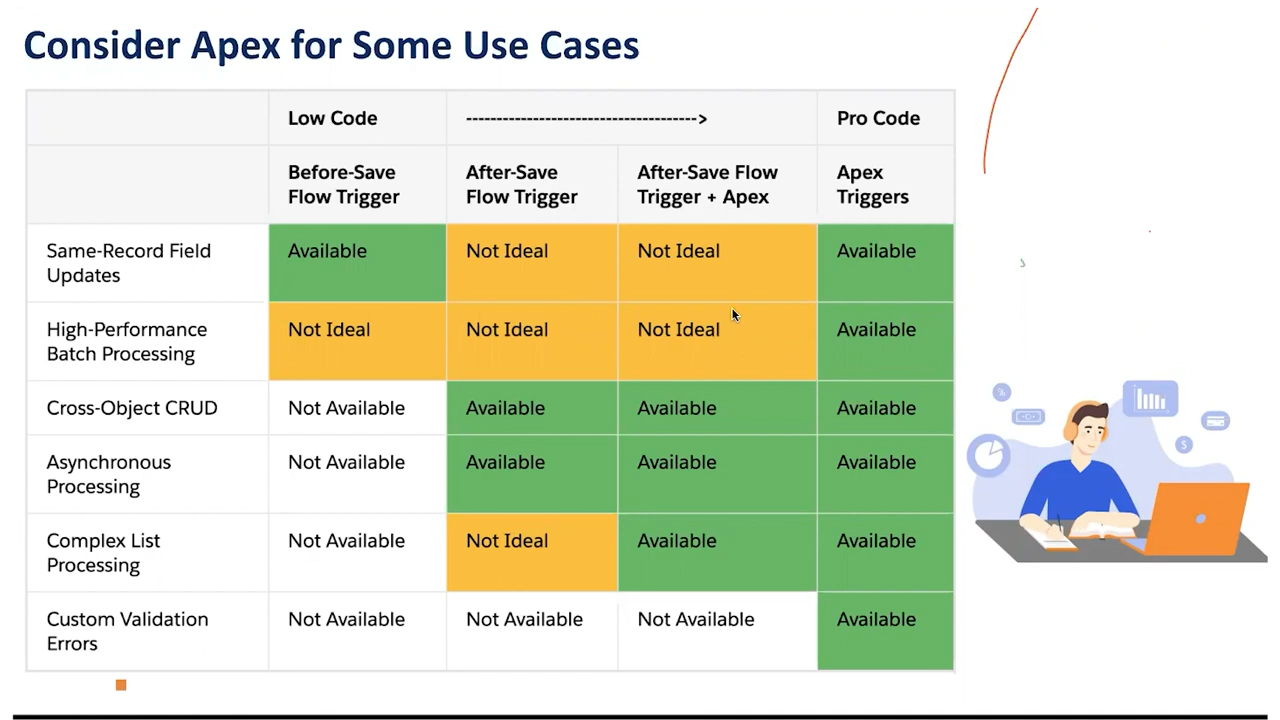 Consider Apex for Some Use Cases
Low Code --------------------------------------> Pro Code
Before-Save After-Save After-Save Flow Apex
Flow Trigger Flow Trigger Trigger + Apex Triggers
Same-Record Field Available Not Ideal Not Ideal Available
Updates
High-Performance Not Ideal Not Ideal Not Ideal Available
Batch Processing
Cross-Object CRUD Not Available Available Available Available
Asynchronous Not Available Available Available Available
Processing
Complex List Not Available Not Ideal Available Available
Processing
Custom Validation Not Available Not Available Not Available Available
Errors